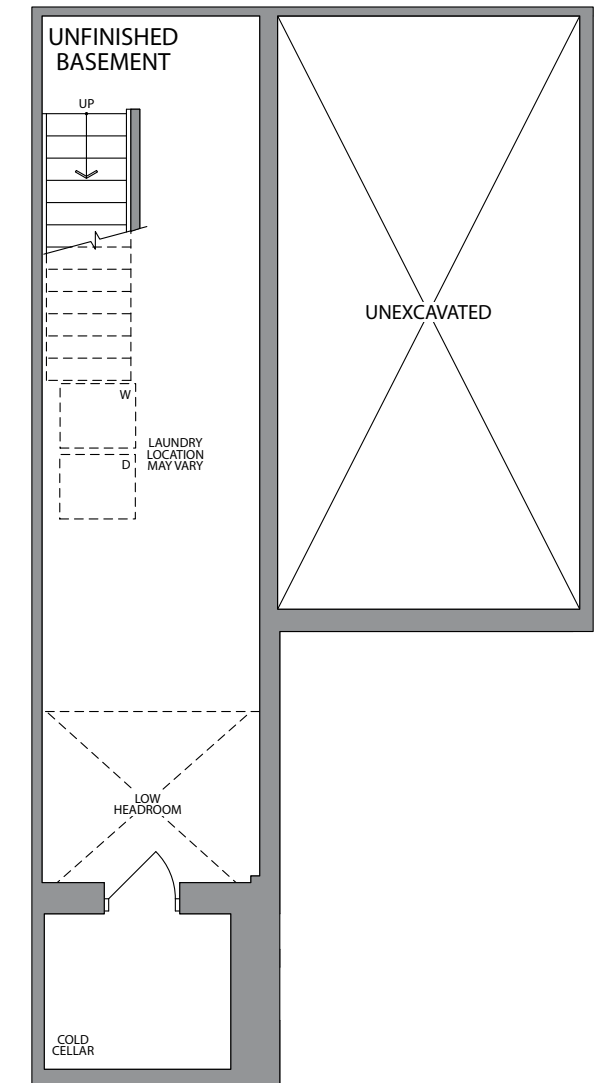 UNFINISHED
BASEMENT
UP
UNEXCAVATED
W
LAUNDRY
LOCATION
MAY VARY
D
LOW
HEADROOM
COLD
CELLAR